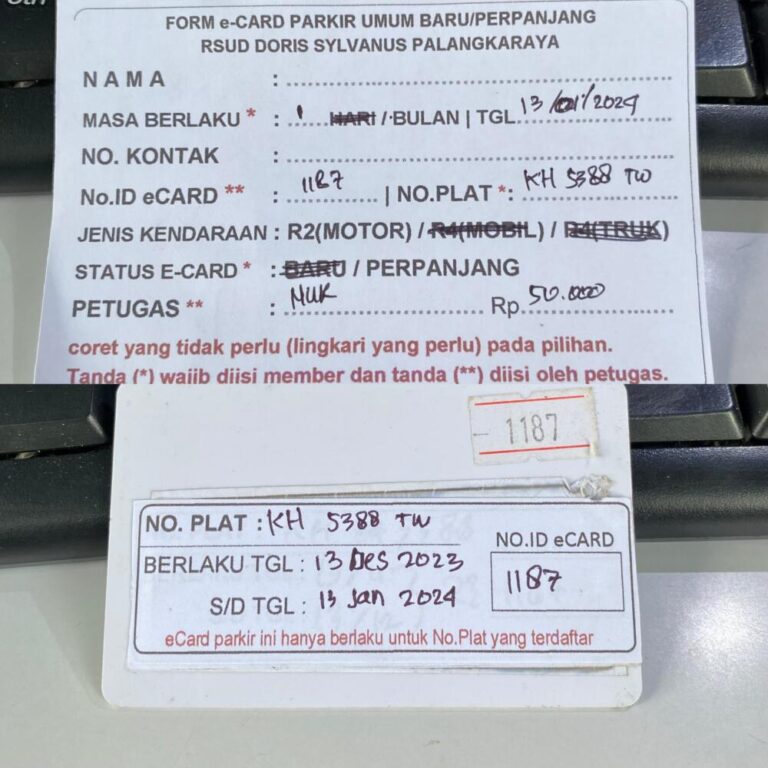 FORM e-CARD PARKIR UMUM BARU/PERPANJANG
RSUD DORIS SYLVANUS PALANGKARAYA
NAMA :
MASA BERLAKU * : 1 HARI / BULAN | TGL 13/01/2024
NO. KONTAK :
No.ID eCARD ** : 1187 | NO.PLAT *: KH 5388 TW
JENIS KENDARAAN : R2(MOTOR) / R4(MOBIL) / R4(TRUK)
STATUS E-CARD * : BARU / PERPANJANG
PETUGAS ** : MUK Rp. 50.000
coret yang tidak perlu (lingkari yang perlu) pada pilihan.
Tanda (*) wajib diisi member dan tanda (**) diisi oleh petugas.
- 1187
NO. PLAT : KH 5388 TW
NO.ID eCARD
BERLAKU TGL : 13 Des 2023
1187
S/D TGL : 13 Jan 2024
eCard parkir ini hanya berlaku untuk No.Plat yang terdaftar